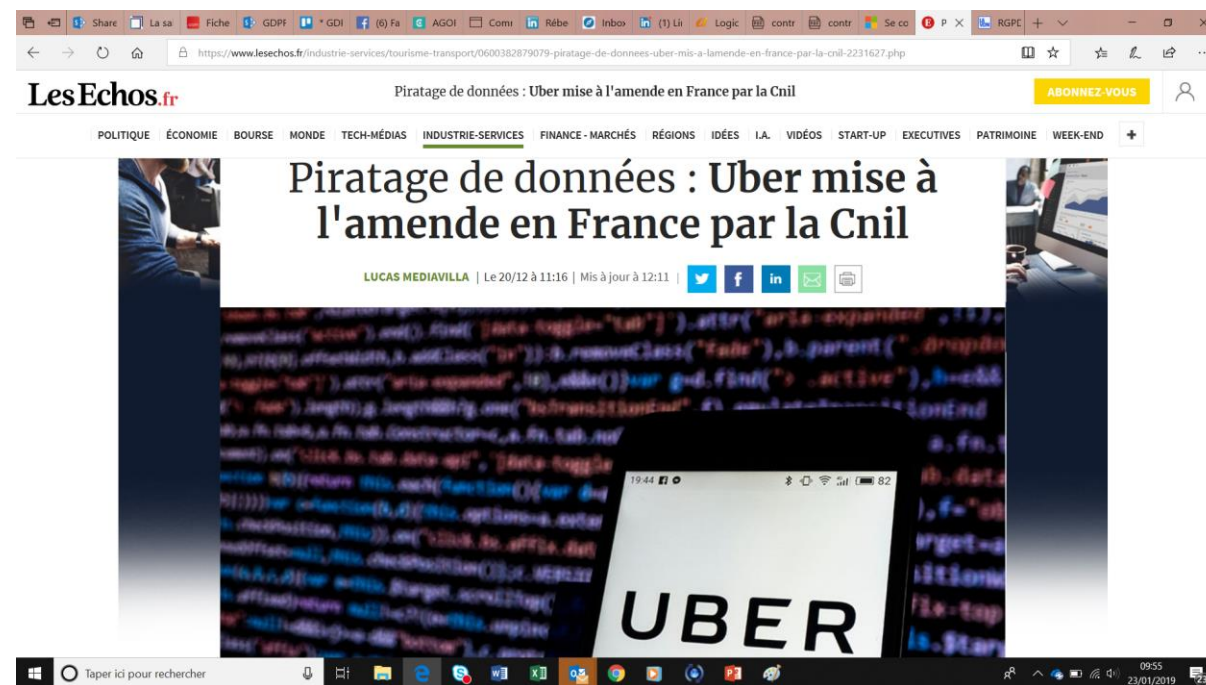 Share
La sa
Fiche
GDPF
* GDI
(6) Fa
AGOI
Comi
Rébe
Inbox
(1) Lir
Logic
contr
contr
Se co
P
RGPD
https://www.lesechos.fr/industrie-services/tourisme-transport/0600382879079-piratage-de-donnees-uber-mis-a-lamende-en-france-par-la-cnil-2231627.php
LesEchos.fr
Piratage de données : Uber mise à l'amende en France par la Cnil
ABONNEZ-VOUS
POLITIQUE ÉCONOMIE BOURSE MONDE TECH-MÉDIAS INDUSTRIE-SERVICES FINANCE - MARCHÉS RÉGIONS IDÉES I.A. VIDÉOS START-UP EXECUTIVES PATRIMOINE WEEK-END +
Piratage de données : Uber mise à
l'amende en France par la Cnil
LUCAS MEDIAVILLA | Le 20/12 à 11:16 | Mis à jour à 12:11 |
19:44
82
UBER
Taper ici pour rechercher
09:55
23/01/2019